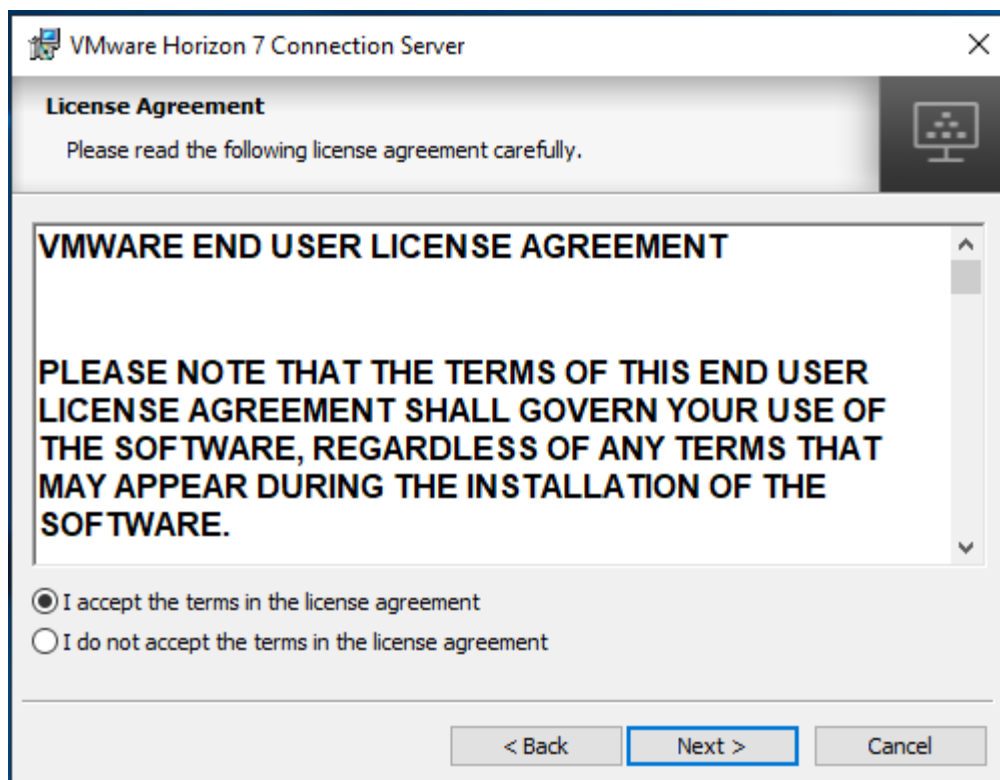 VMware Horizon 7 Connection Server
License Agreement
Please read the following license agreement carefully.
VMWARE END USER LICENSE AGREEMENT
PLEASE NOTE THAT THE TERMS OF THIS END USER
LICENSE AGREEMENT SHALL GOVERN YOUR USE OF
THE SOFTWARE, REGARDLESS OF ANY TERMS THAT
MAY APPEAR DURING THE INSTALLATION OF THE
SOFTWARE.
I accept the terms in the license agreement
I do not accept the terms in the license agreement
< Back Next > Cancel